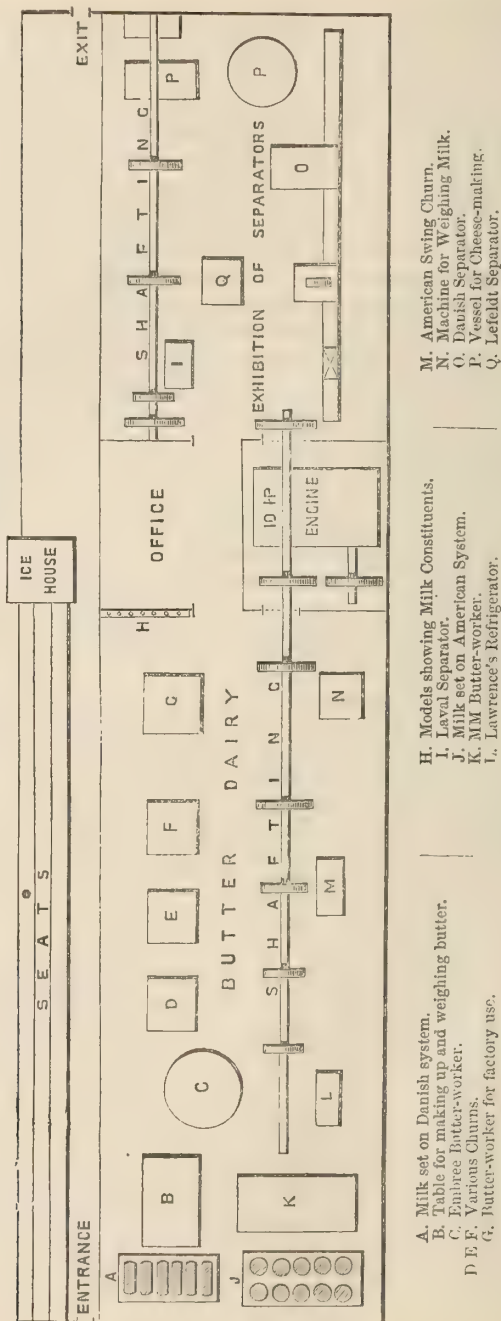 SEATS
ICE
HOUSE
ENTRANCE
EXIT
A
B
C
D
E
F
G
H
BUTTER DAIRY
OFFICE
SHAFTING
I
P
P
Q
EXHIBITION OF SEPARATORS
O
J
K
L
SHAFTING
M
N
10 HP
ENGINE
A. Milk set on Danish system.
B. Table for making up and weighing butter.
C. Embree Butter-worker.
D E F. Various Churns.
G. Butter-worker for factory use.
H. Models showing Milk Constituents.
I. Laval Separator.
J. Milk set on American System.
K. MM Butter-worker.
L. Lawrence's Refrigerator.
M. American Swing Churn.
N. Machine for Weighing Milk.
O. Danish Separator.
P. Vessel for Cheese-making.
Q. Lefeldt Separator.